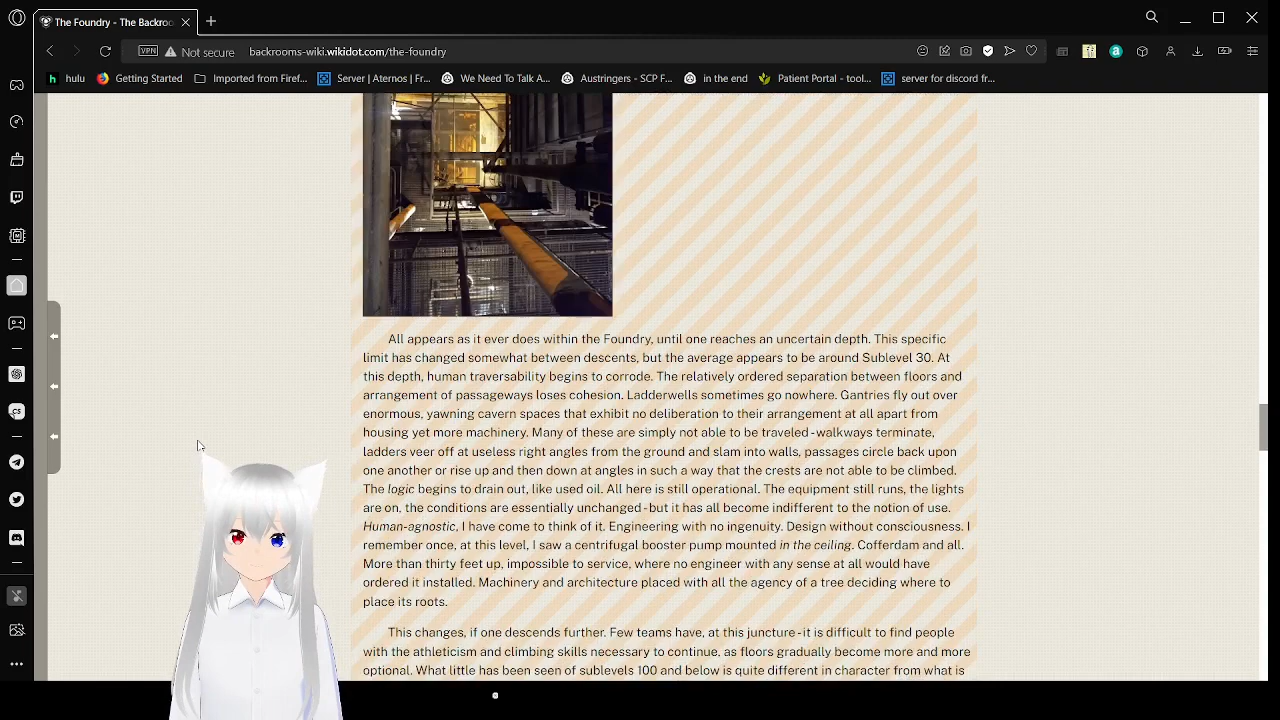 The Foundry - The Backroo
Not secure
backrooms-wiki.wikidot.com/the-foundry
VPN
hulu
Getting Started
Imported from Firef...
Server | Aternos | Fr...
We Need To Talk A...
Austringers - SCP F...
in the end
Patient Portal - tool...
server for discord fr...
All appears as it ever does within the Foundry, until one reaches an uncertain depth. This specific
limit has changed somewhat between descents, but the average appears to be around Sublevel 30. At
this depth, human traversability begins to corrode. The relatively ordered separation between floors and
arrangement of passageways loses cohesion. Ladderwells sometimes go nowhere. Gantries fly out over
enormous, yawning cavern spaces that exhibit no deliberation to their arrangement at all apart from
housing yet more machinery. Many of these are simply not able to be traveled - walkways terminate,
ladders veer off at useless right angles from the ground and slam into walls, passages circle back upon
one another or rise up and then down at angles in such a way that the crests are not able to be climbed.
The logic begins to drain out, like used oil. All here is still operational. The equipment still runs, the lights
are on, the conditions are essentially unchanged - but it has all become indifferent to the notion of use.
Human-agnostic, I have come to think of it. Engineering with no ingenuity. Design without consciousness. I
remember once, at this level, I saw a centrifugal booster pump mounted in the ceiling. Cofferdam and all.
More than thirty feet up, impossible to service, where no engineer with any sense at all would have
ordered it installed. Machinery and architecture placed with all the agency of a tree deciding where to
place its roots.
This changes, if one descends further. Few teams have, at this juncture - it is difficult to find people
with the athleticism and climbing skills necessary to continue, as floors gradually become more and more
optional. What little has been seen of sublevels 100 and below is quite different in character from what is